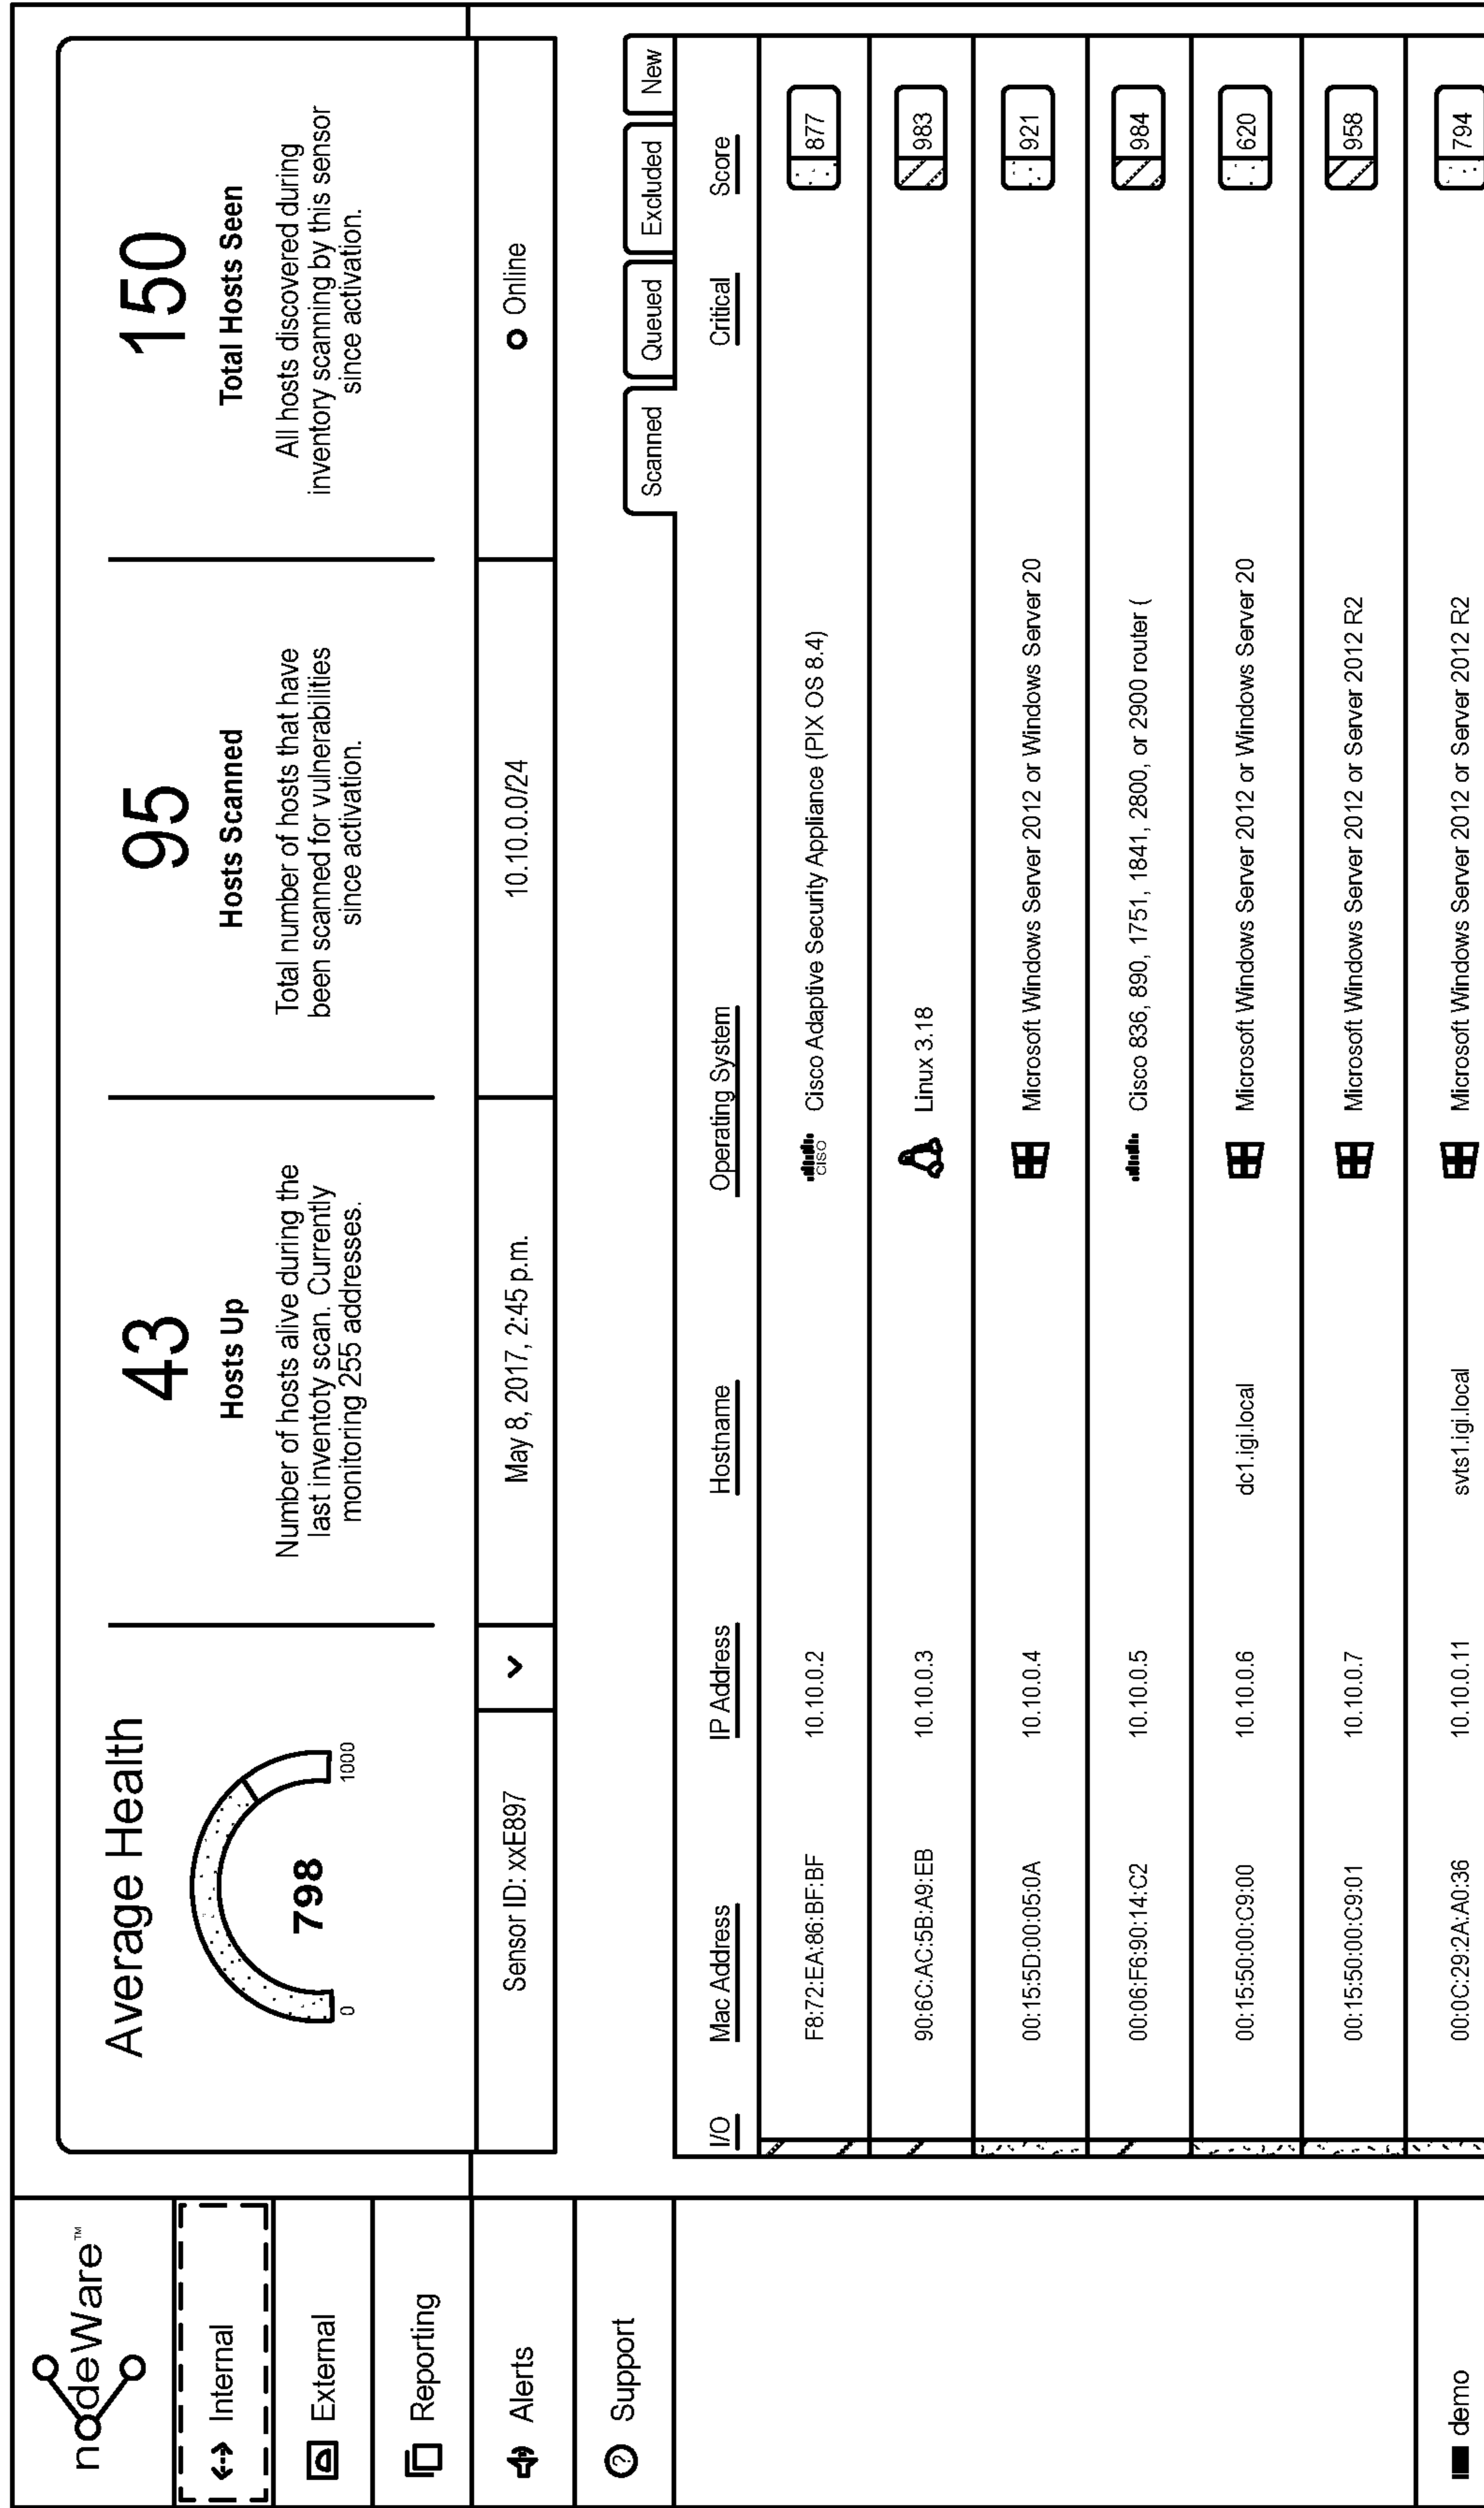 nodeWare™
Internal
External
Reporting
Alerts
Support
demo
Average Health
798
0
1000
43
Hosts Up
Number of hosts alive during the
last inventoty scan. Currently
monitoring 255 addresses.
95
Hosts Scanned
Total number of hosts that have
been scanned for vulnerabilities
since activation.
150
Total Hosts Seen
All hosts discovered during
inventory scanning by this sensor
since activation.
Sensor ID: xxE897 May 8, 2017, 2:45 p.m. 10.10.0.0/24 Online
Scanned Queued Excluded New
I/O Mac Address IP Address Hostname Operating System Critical Score
F8:72:EA:86:BF:BF 10.10.0.2 CISO Cisco Adaptive Security Appliance (PIX OS 8.4) 877
90:6C:AC:5B:A9:EB 10.10.0.3 Linux 3.18 983
00:15:5D:00:05:0A 10.10.0.4 Microsoft Windows Server 2012 or Windows Server 20 921
00:06:F6:90:14:C2 10.10.0.5 Cisco 836, 890, 1751, 1841, 2800, or 2900 router ( 984
00:15:50:00:C9:00 10.10.0.6 dc1.igi.local Microsoft Windows Server 2012 or Windows Server 20 620
00:15:50:00:C9:01 10.10.0.7 Microsoft Windows Server 2012 or Server 2012 R2 958
00:0C:29:2A:A0:36 10.10.0.11 svts1.igi.local Microsoft Windows Server 2012 or Server 2012 R2 794